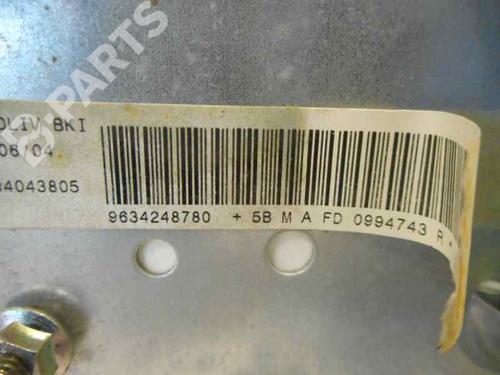 B-PARTS
OLIV BKI
06/04
34043805
9634248780 + 5B M A FD 0994743 R